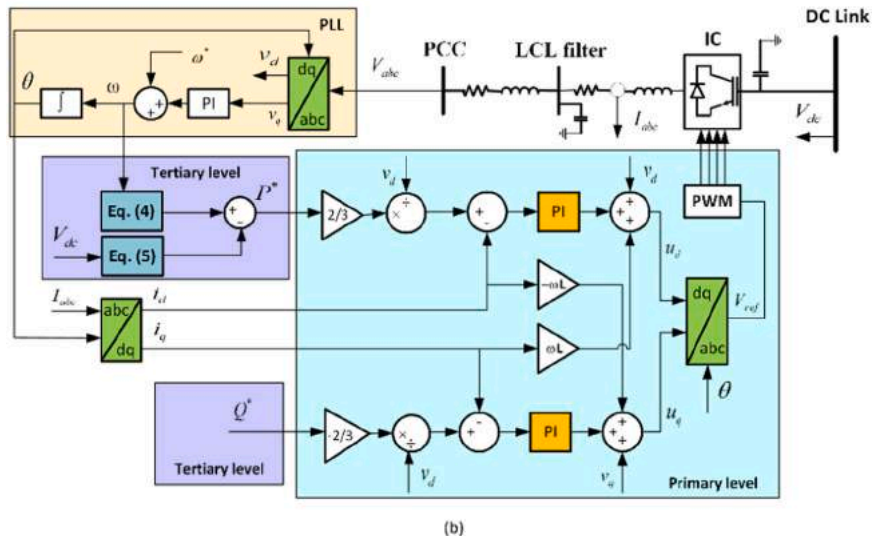 PLL
DC Link
PCC
LCL filter
IC
ω*
v_d
V_abc
θ
ω
∫
+
+
PI
v_q
dq
abc
I_abc
V_dc
Tertiary level
P*
Eq. (4)
+
-
V_dc
Eq. (5)
2/3
v_d
×
÷
+
-
PI
v_d
+
+
÷
PWM
u_d
I_abc
abc
dq
i_d
i_q
-ωL
ωL
dq
abc
V_ref
θ
Q*
Tertiary level
-2/3
×
÷
v_d
+
-
PI
+
+
÷
v_q
u_q
Primary level
(b)